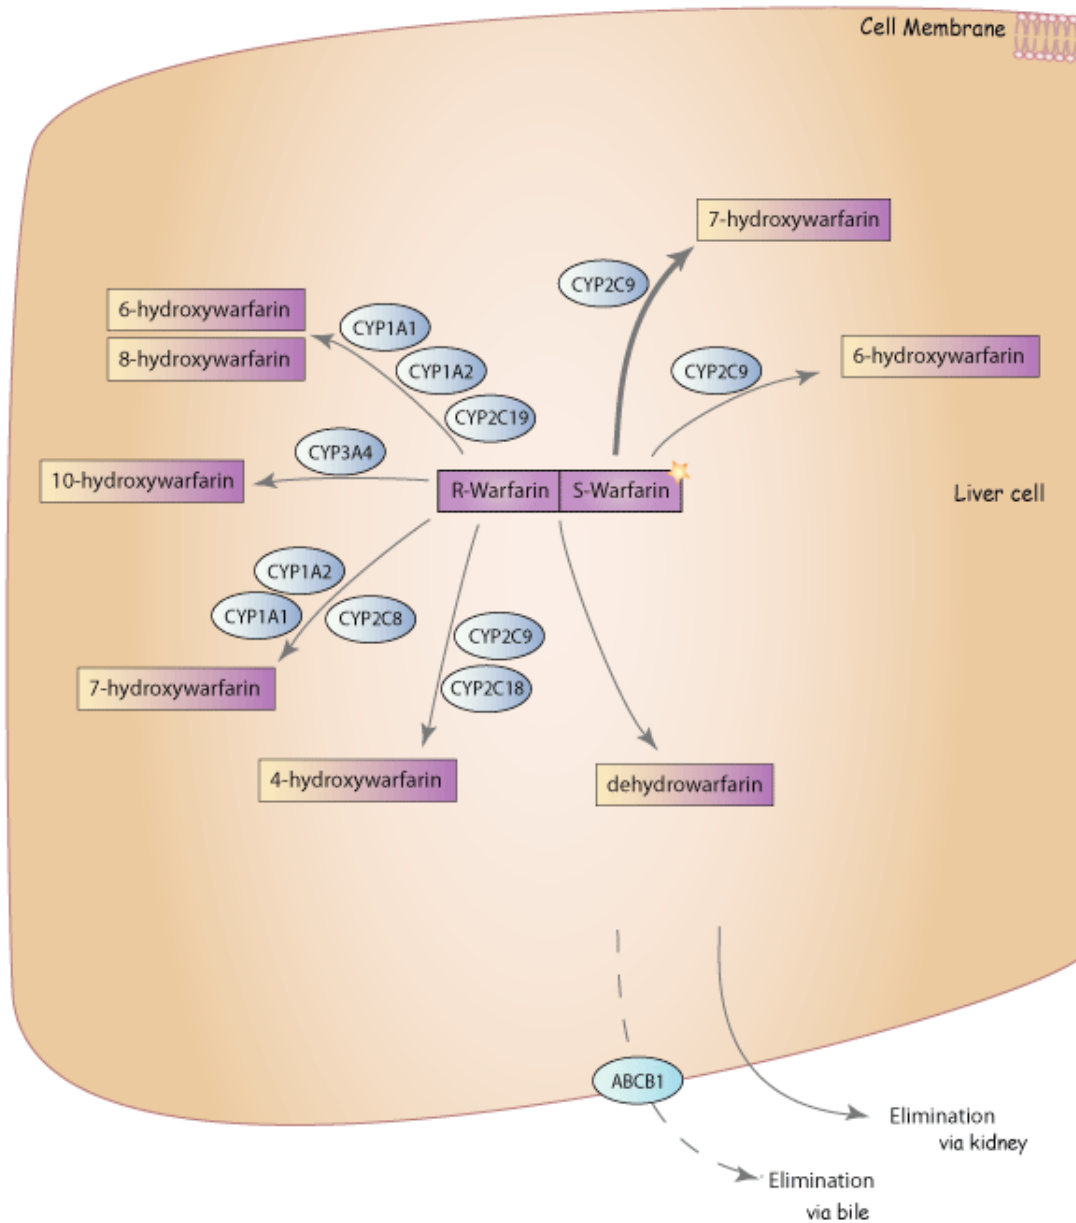 Cell Membrane
7-hydroxywarfarin
CYP2C9
6-hydroxywarfarin
8-hydroxywarfarin
CYP1A1
CYP1A2
CYP2C19
CYP2C9
6-hydroxywarfarin
10-hydroxywarfarin
CYP3A4
R-Warfarin
S-Warfarin
Liver cell
CYP1A2
CYP1A1
CYP2C8
7-hydroxywarfarin
CYP2C9
CYP2C18
4-hydroxywarfarin
dehydrowarfarin
ABCB1
Elimination
via kidney
Elimination
via bile